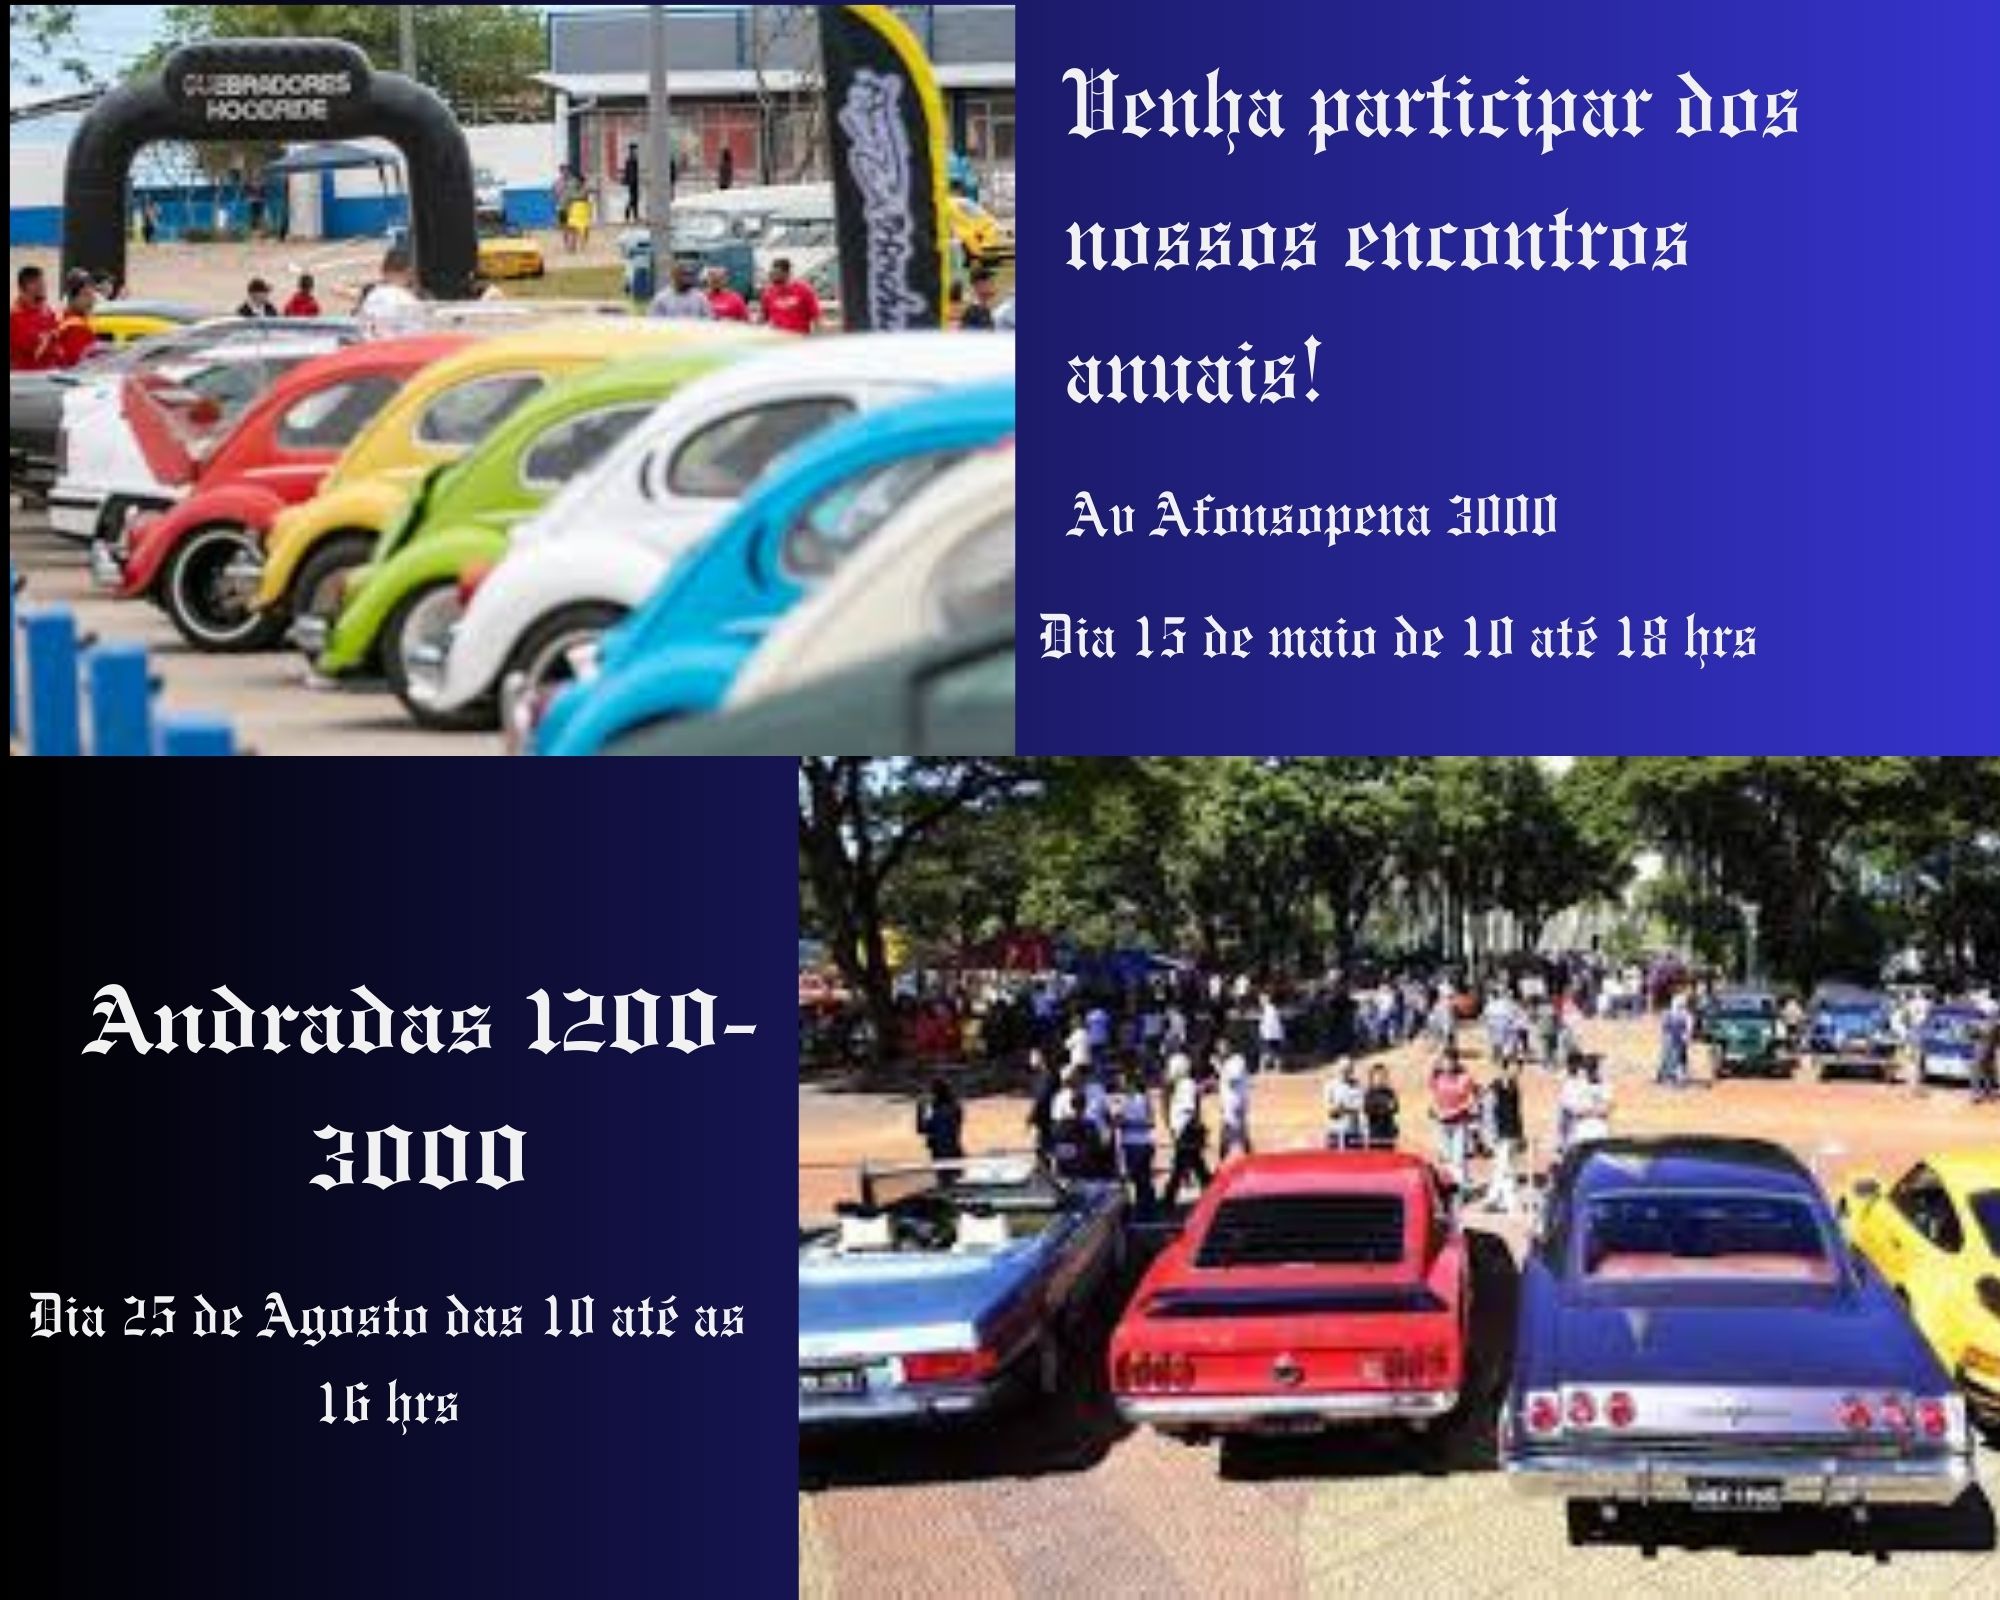 QUEBRADORES
HOODRIDE
Venha participar dos
nossos encontros
anuais!
Av Afonsopena 3000
Dia 15 de maio de 10 até 18 hrs
Andradas 1200-
3000
Dia 25 de Agosto das 10 até as
16 hrs